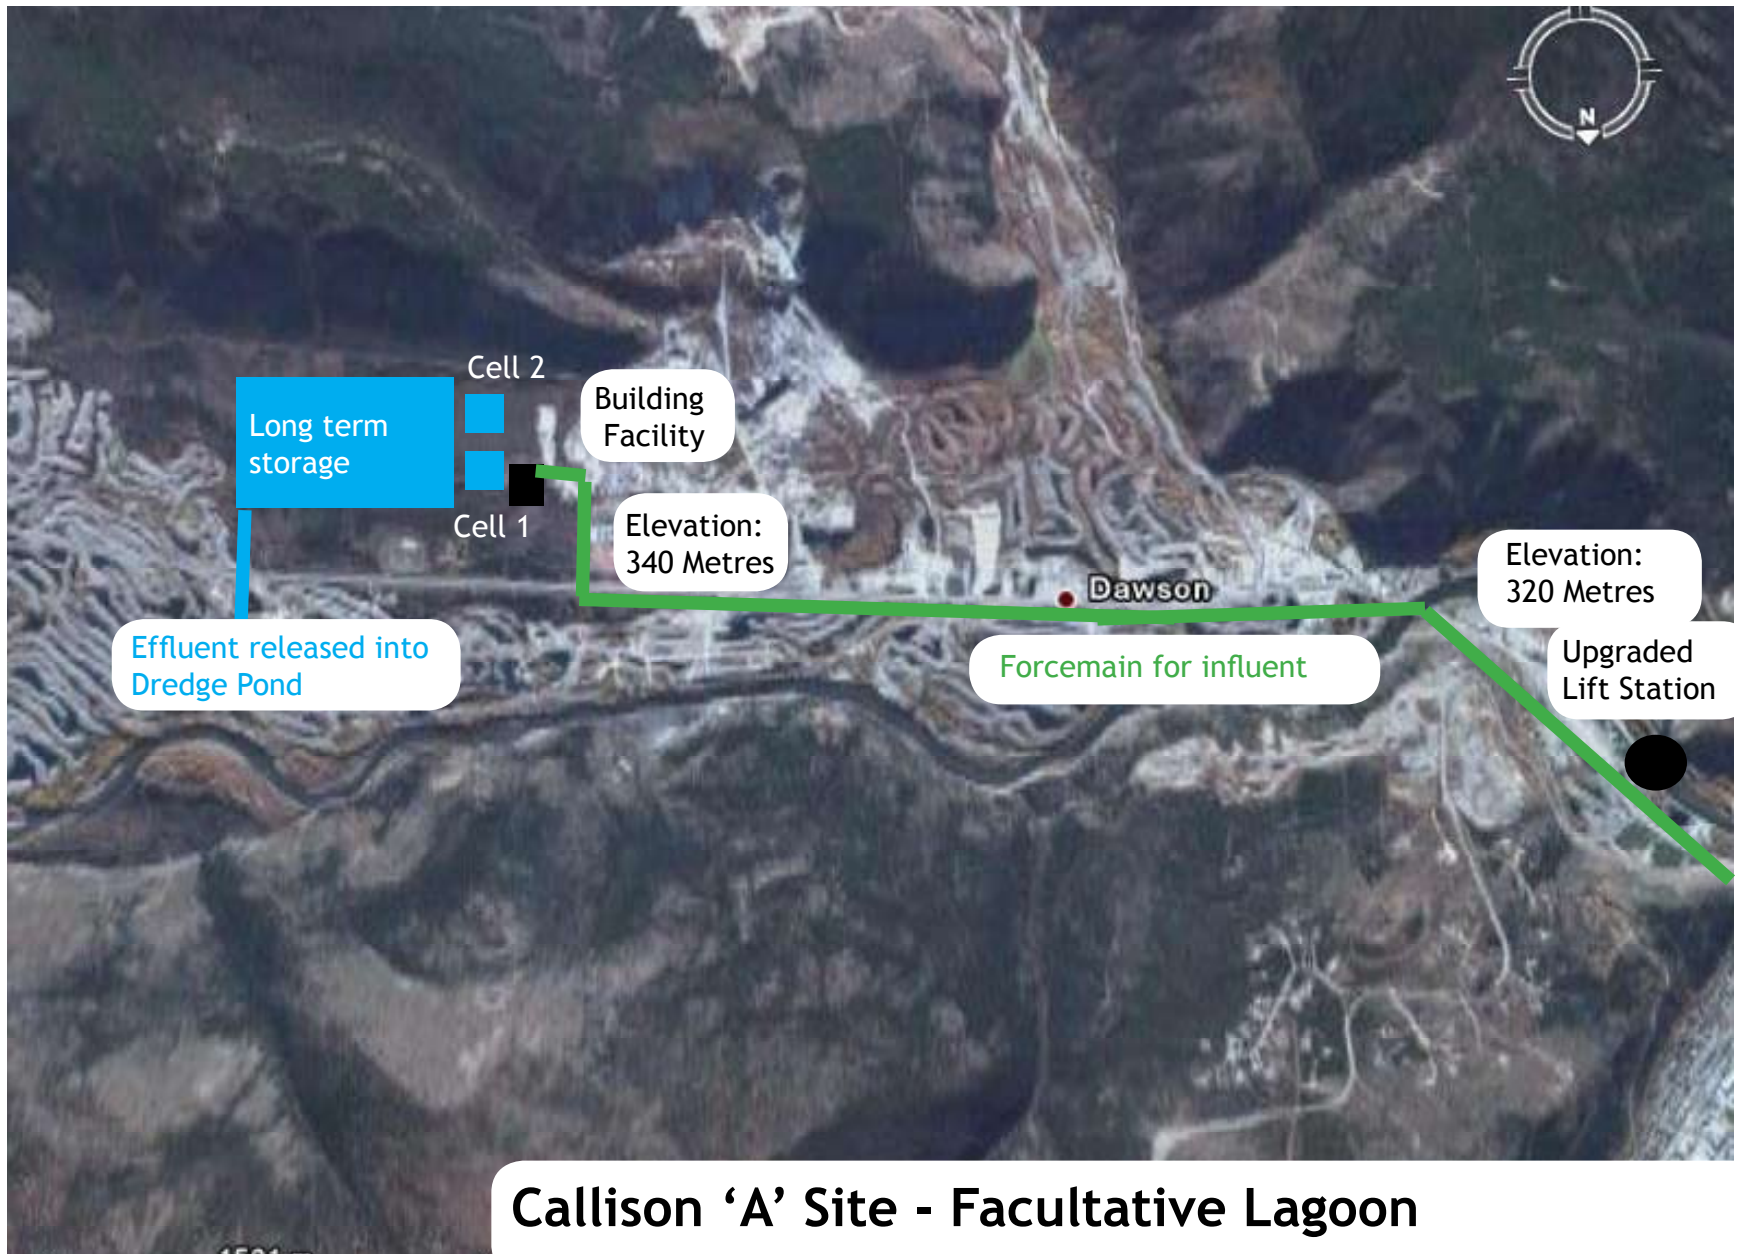 N
Cell 2
Building
Facility
Long term
storage
Cell 1
Elevation:
340 Metres
Elevation:
320 Metres
Dawson
Effluent released into
Dredge Pond
Forcemain for influent
Upgraded
Lift Station
Callison ‘A’ Site - Facultative Lagoon